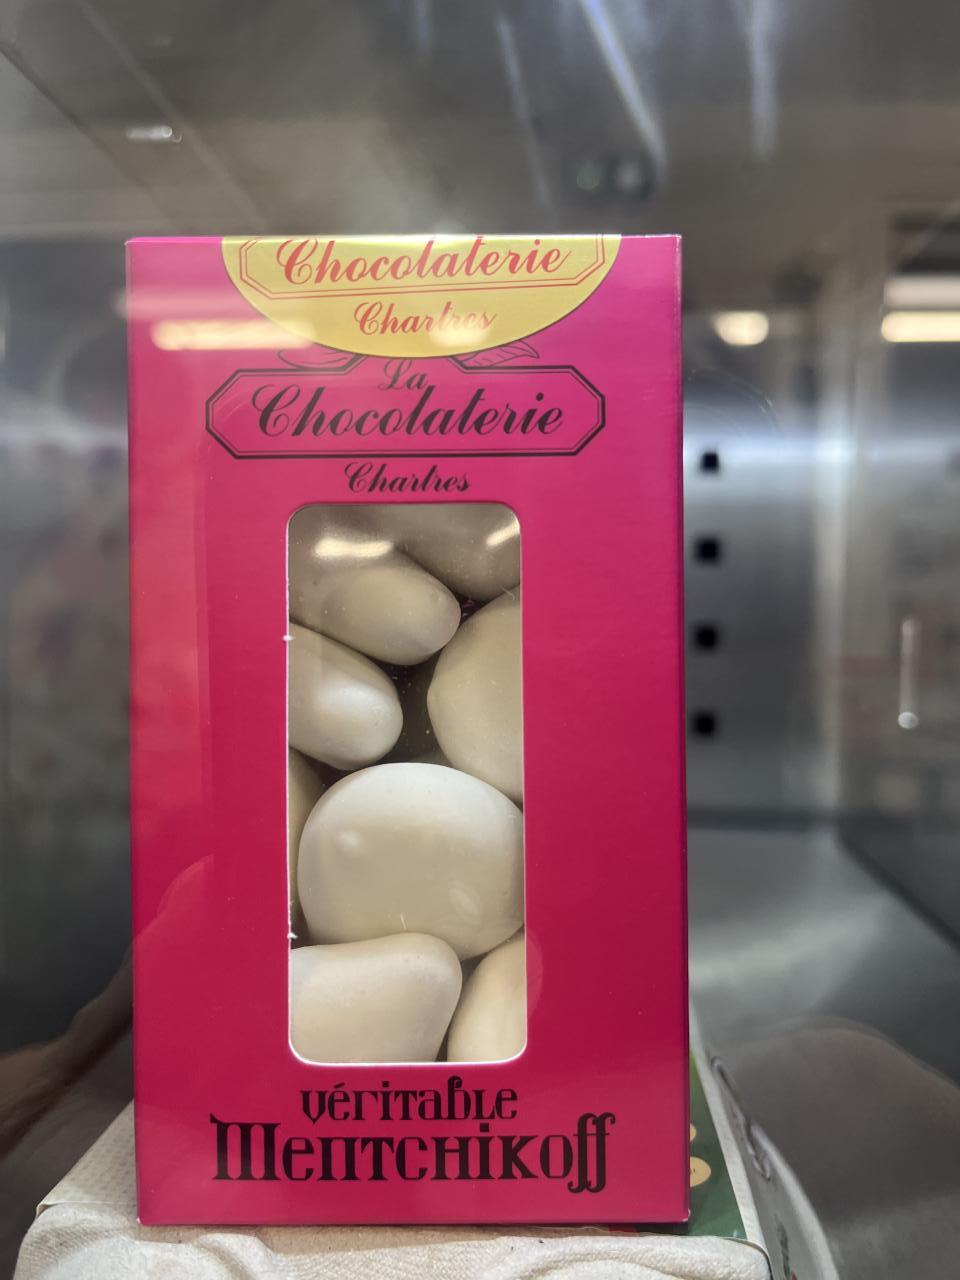 Chocolaterie
Chartres
La
Chocolaterie
Chartres
véritable
Mentchikoff